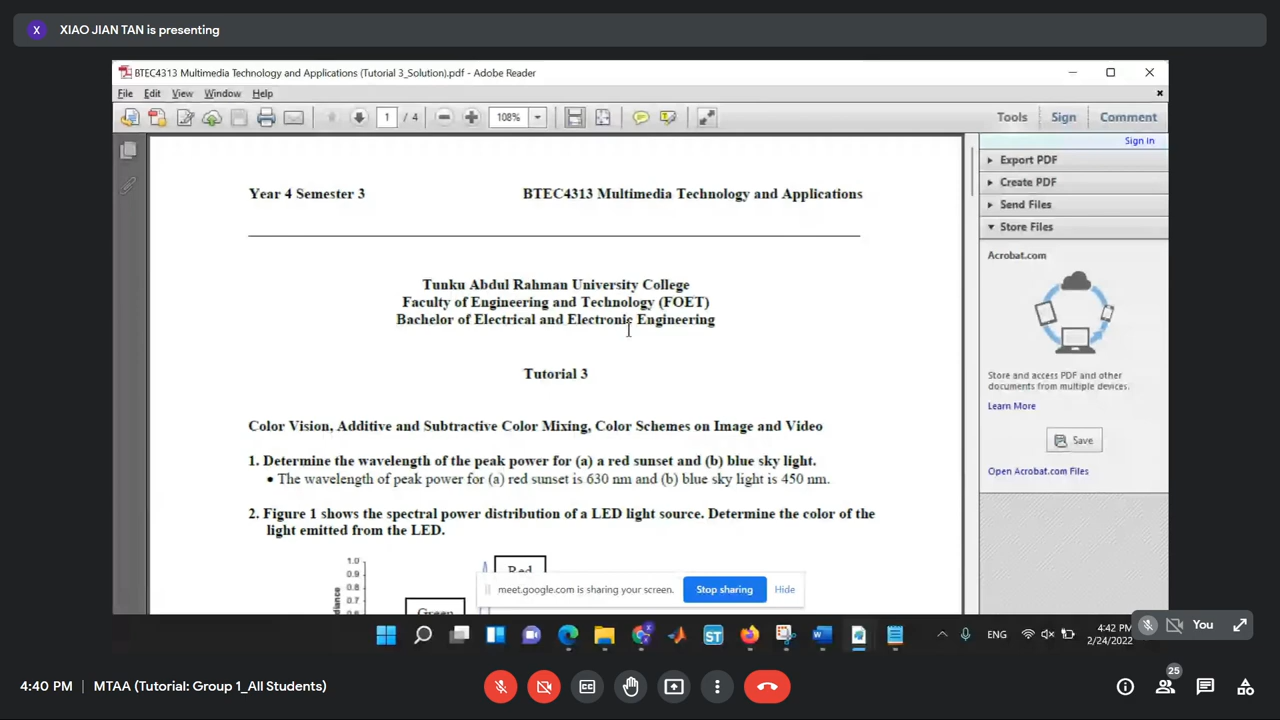 X XIAO JIAN TAN is presenting
BTEC4313 Multimedia Technology and Applications (Tutorial 3_Solution).pdf - Adobe Reader
File Edit View Window Help
1 / 4 108% Tools Sign Comment
Sign in
Export PDF
Create PDF
Send Files
Store Files
Acrobat.com
Store and access PDF and other
documents from multiple devices.
Learn More
Save
Open Acrobat.com Files
Year 4 Semester 3 BTEC4313 Multimedia Technology and Applications
Tunku Abdul Rahman University College
Faculty of Engineering and Technology (FOET)
Bachelor of Electrical and Electronic Engineering
Tutorial 3
Color Vision, Additive and Subtractive Color Mixing, Color Schemes on Image and Video
1. Determine the wavelength of the peak power for (a) a red sunset and (b) blue sky light.
• The wavelength of peak power for (a) red sunset is 630 nm and (b) blue sky light is 450 nm.
2. Figure 1 shows the spectral power distribution of a LED light source. Determine the color of the
light emitted from the LED.
1.0
0.9
0.8
0.7
Red
Green
meet.google.com is sharing your screen. Stop sharing Hide
ST
ENG
4:42 PM
2/24/2022
You
4:40 PM | MTAA (Tutorial: Group 1_All Students)
25